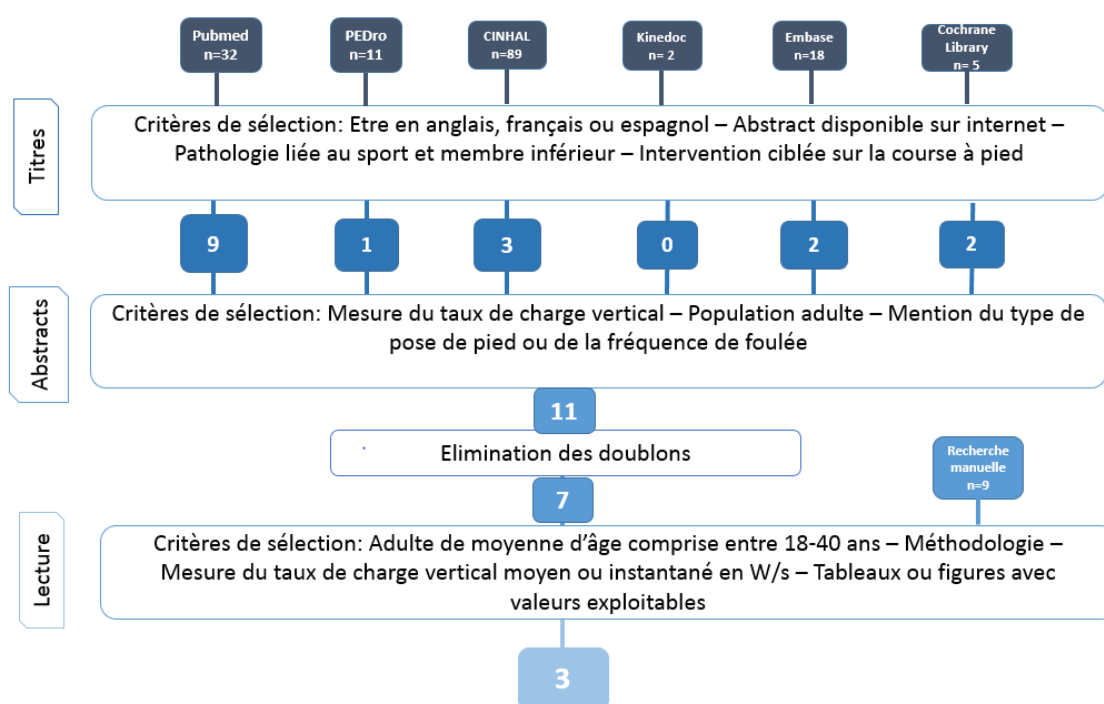 Pubmed
n=32
PEDro
n=11
CINHAL
n=89
Kinedoc
n= 2
Embase
n=18
Cochrane
Library
n= 5
Titres
Critères de sélection: Etre en anglais, français ou espagnol – Abstract disponible sur internet –
Pathologie liée au sport et membre inférieur – Intervention ciblée sur la course à pied
9
1
3
0
2
2
Abstracts
Critères de sélection: Mesure du taux de charge vertical – Population adulte – Mention du type de
pose de pied ou de la fréquence de foulée
11
Elimination des doublons
7
Recherche
manuelle
n=9
Lecture
Critères de sélection: Adulte de moyenne d’âge comprise entre 18-40 ans – Méthodologie –
Mesure du taux de charge vertical moyen ou instantané en W/s – Tableaux ou figures avec
valeurs exploitables
3